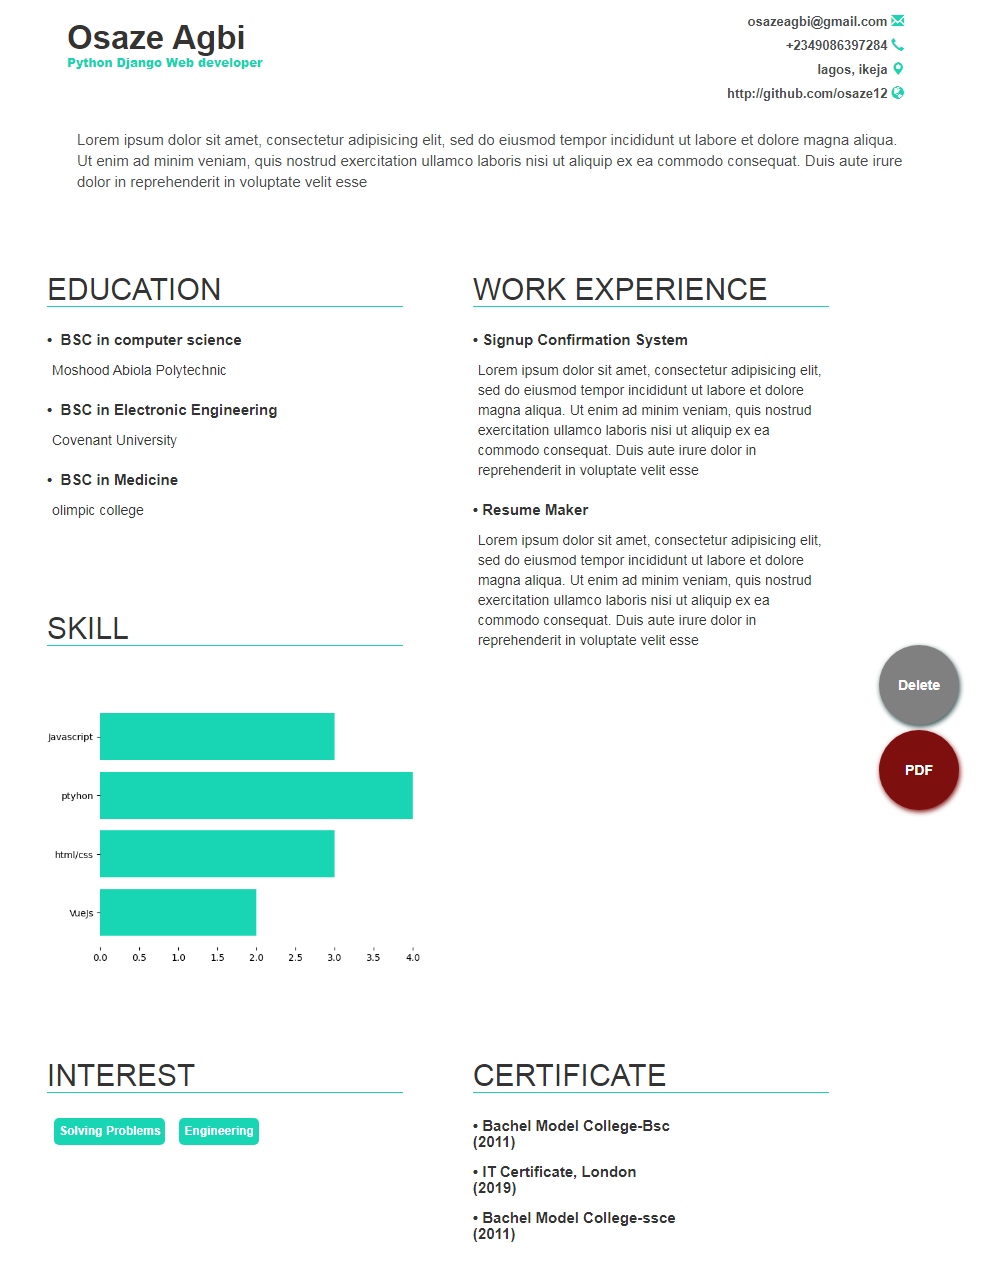 Osaze Agbi
Python Django Web developer
osazeagbi@gmail.com
+2349086397284
lagos, ikeja
http://github.com/osaze12
Lorem ipsum dolor sit amet, consectetur adipisicing elit, sed do eiusmod tempor incididunt ut labore et dolore magna aliqua.
Ut enim ad minim veniam, quis nostrud exercitation ullamco laboris nisi ut aliquip ex ea commodo consequat. Duis aute irure
dolor in reprehenderit in voluptate velit esse
EDUCATION
• BSC in computer science
Moshood Abiola Polytechnic
• BSC in Electronic Engineering
Covenant University
• BSC in Medicine
olimpic college
WORK EXPERIENCE
• Signup Confirmation System
Lorem ipsum dolor sit amet, consectetur adipisicing elit,
sed do eiusmod tempor incididunt ut labore et dolore
magna aliqua. Ut enim ad minim veniam, quis nostrud
exercitation ullamco laboris nisi ut aliquip ex ea
commodo consequat. Duis aute irure dolor in
reprehenderit in voluptate velit esse
• Resume Maker
Lorem ipsum dolor sit amet, consectetur adipisicing elit,
sed do eiusmod tempor incididunt ut labore et dolore
magna aliqua. Ut enim ad minim veniam, quis nostrud
exercitation ullamco laboris nisi ut aliquip ex ea
commodo consequat. Duis aute irure dolor in
reprehenderit in voluptate velit esse
SKILL
Javascript
ptyhon
html/css
Vuejs
0.0 0.5 1.0 1.5 2.0 2.5 3.0 3.5 4.0
Delete
PDF
INTEREST
Solving Problems Engineering
CERTIFICATE
• Bachel Model College-Bsc
(2011)
• IT Certificate, London
(2019)
• Bachel Model College-ssce
(2011)